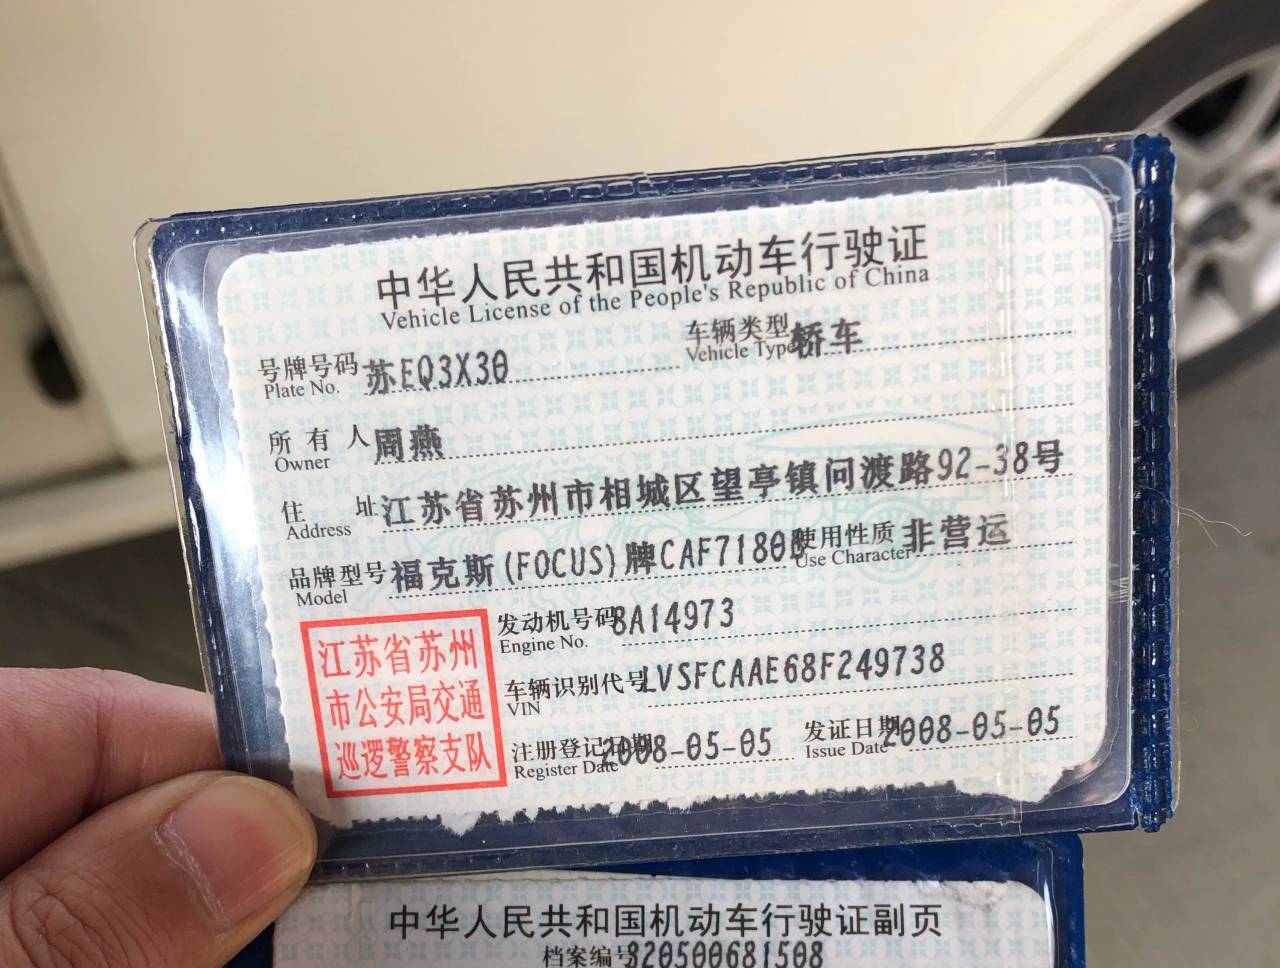 中华人民共和国机动车行驶证
Vehicle License of the People's Republic of China
号牌号码 苏EQ3X30 车辆类型 轿车
Plate No. Vehicle Type
所有人 周燕
Owner
住址 江苏省苏州市相城区望亭镇问渡路92-38号
Address
品牌型号 福克斯(FOCUS)牌CAF7180B 使用性质 非营运
Model Use Character
江苏省苏州
市公安局交通
巡逻警察支队
发动机号码 8A14973
Engine No.
车辆识别代号 LVSFCAAE68F249738
VIN
注册登记日期 2008-05-05 发证日期 2008-05-05
Register Date Issue Date
中华人民共和国机动车行驶证副页
档案编号 320500681508